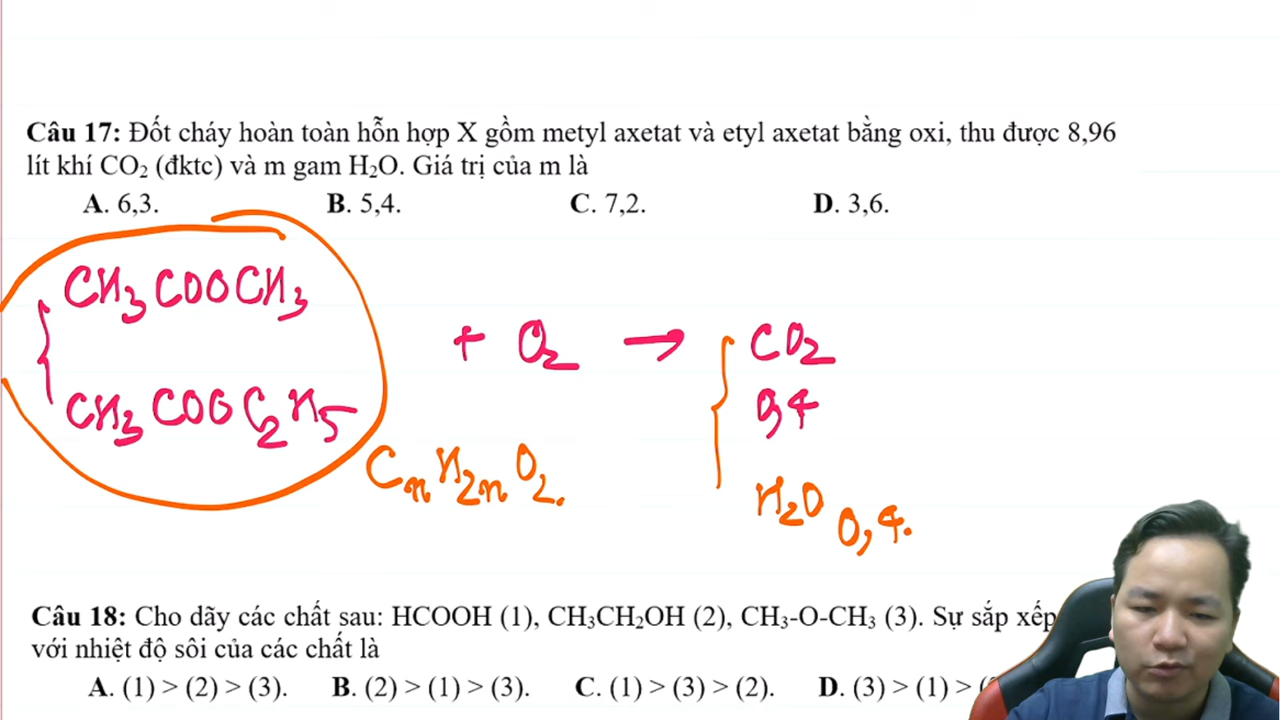 Câu 17: Đốt cháy hoàn toàn hỗn hợp X gồm metyl axetat và etyl axetat bằng oxi, thu được 8,96
lít khí CO₂ (đktc) và m gam H₂O. Giá trị của m là
A. 6,3. B. 5,4. C. 7,2. D. 3,6.
CH₃COOCH₃
+ O₂ → CO₂
0,4
CH₃COOC₂H₅
CₙH₂ₙO₂.
H₂O 0,4.
Câu 18: Cho dãy các chất sau: HCOOH (1), CH₃CH₂OH (2), CH₃-O-CH₃ (3). Sự sắp xếp
với nhiệt độ sôi của các chất là
A. (1) > (2) > (3). B. (2) > (1) > (3). C. (1) > (3) > (2). D. (3) > (1) >